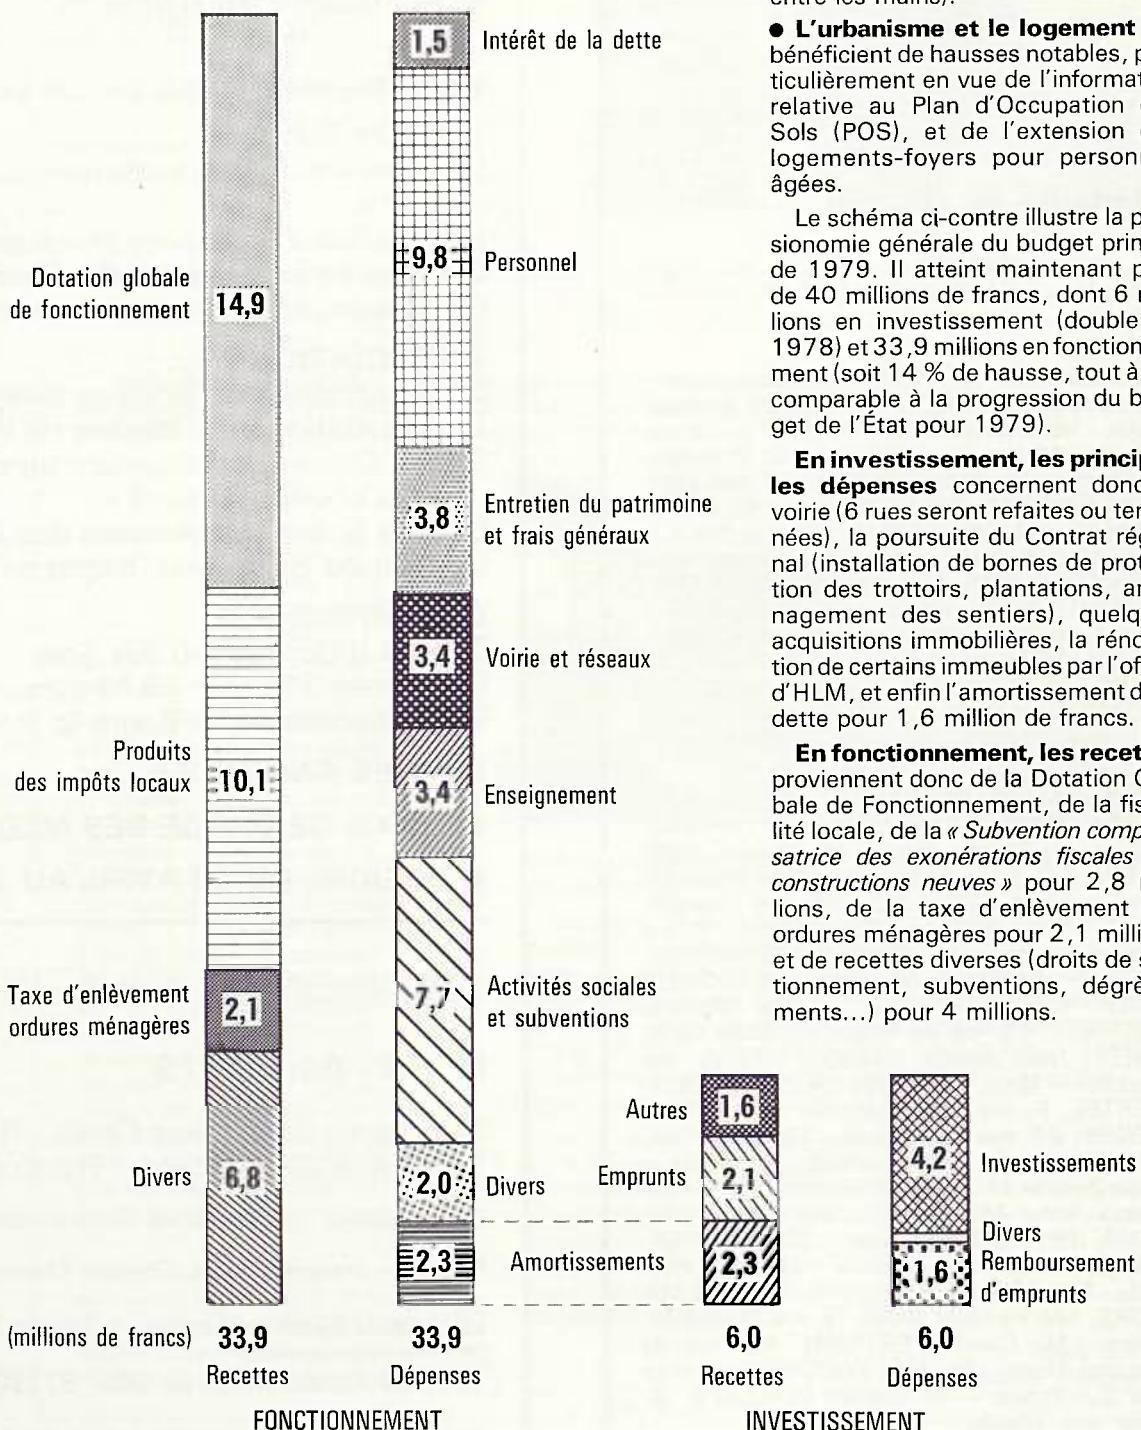 entre les mains).
● L'urbanisme et le logement
bénéficient de hausses notables, p
ticulièrement en vue de l'informat
relative au Plan d'Occupation
Sols (POS), et de l'extension
logements-foyers pour person
âgées.
Le schéma ci-contre illustre la p
sionomie générale du budget prin
de 1979. Il atteint maintenant p
de 40 millions de francs, dont 6 m
lions en investissement (double
1978) et 33,9 millions en fonction
ment (soit 14 % de hausse, tout à
comparable à la progression du b
get de l'État pour 1979).
En investissement, les princip
les dépenses concernent donc
voirie (6 rues seront refaites ou ter
nées), la poursuite du Contrat rég
nal (installation de bornes de prot
tion des trottoirs, plantations, am
nagement des sentiers), quelq
acquisitions immobilières, la réno
tion de certains immeubles par l'of
d'HLM, et enfin l'amortissement d
dette pour 1,6 million de francs.
En fonctionnement, les recet
proviennent donc de la Dotation G
bale de Fonctionnement, de la fis
lité locale, de la « Subvention comp
satrice des exonérations fiscales
constructions neuves » pour 2,8 m
lions, de la taxe d'enlèvement
ordures ménagères pour 2,1 milli
et de recettes diverses (droits de s
tionnement, subventions, dégrè
ments...) pour 4 millions.
Dotation globale
de fonctionnement
14,9
Produits
des impôts locaux
10,1
Taxe d'enlèvement
ordures ménagères
2,1
Divers
6,8
1,5
Intérêt de la dette
9,8
Personnel
3,8
Entretien du patrimoine
et frais généraux
3,4
Voirie et réseaux
3,4
Enseignement
7,7
Activités sociales
et subventions
2,0
Divers
2,3
Amortissements
Autres
1,6
Emprunts
2,1
2,3
4,2
Investissements
Divers
1,6
Remboursement
d'emprunts
(millions de francs)
33,9
Recettes
33,9
Dépenses
FONCTIONNEMENT
6,0
Recettes
6,0
Dépenses
INVESTISSEMENT